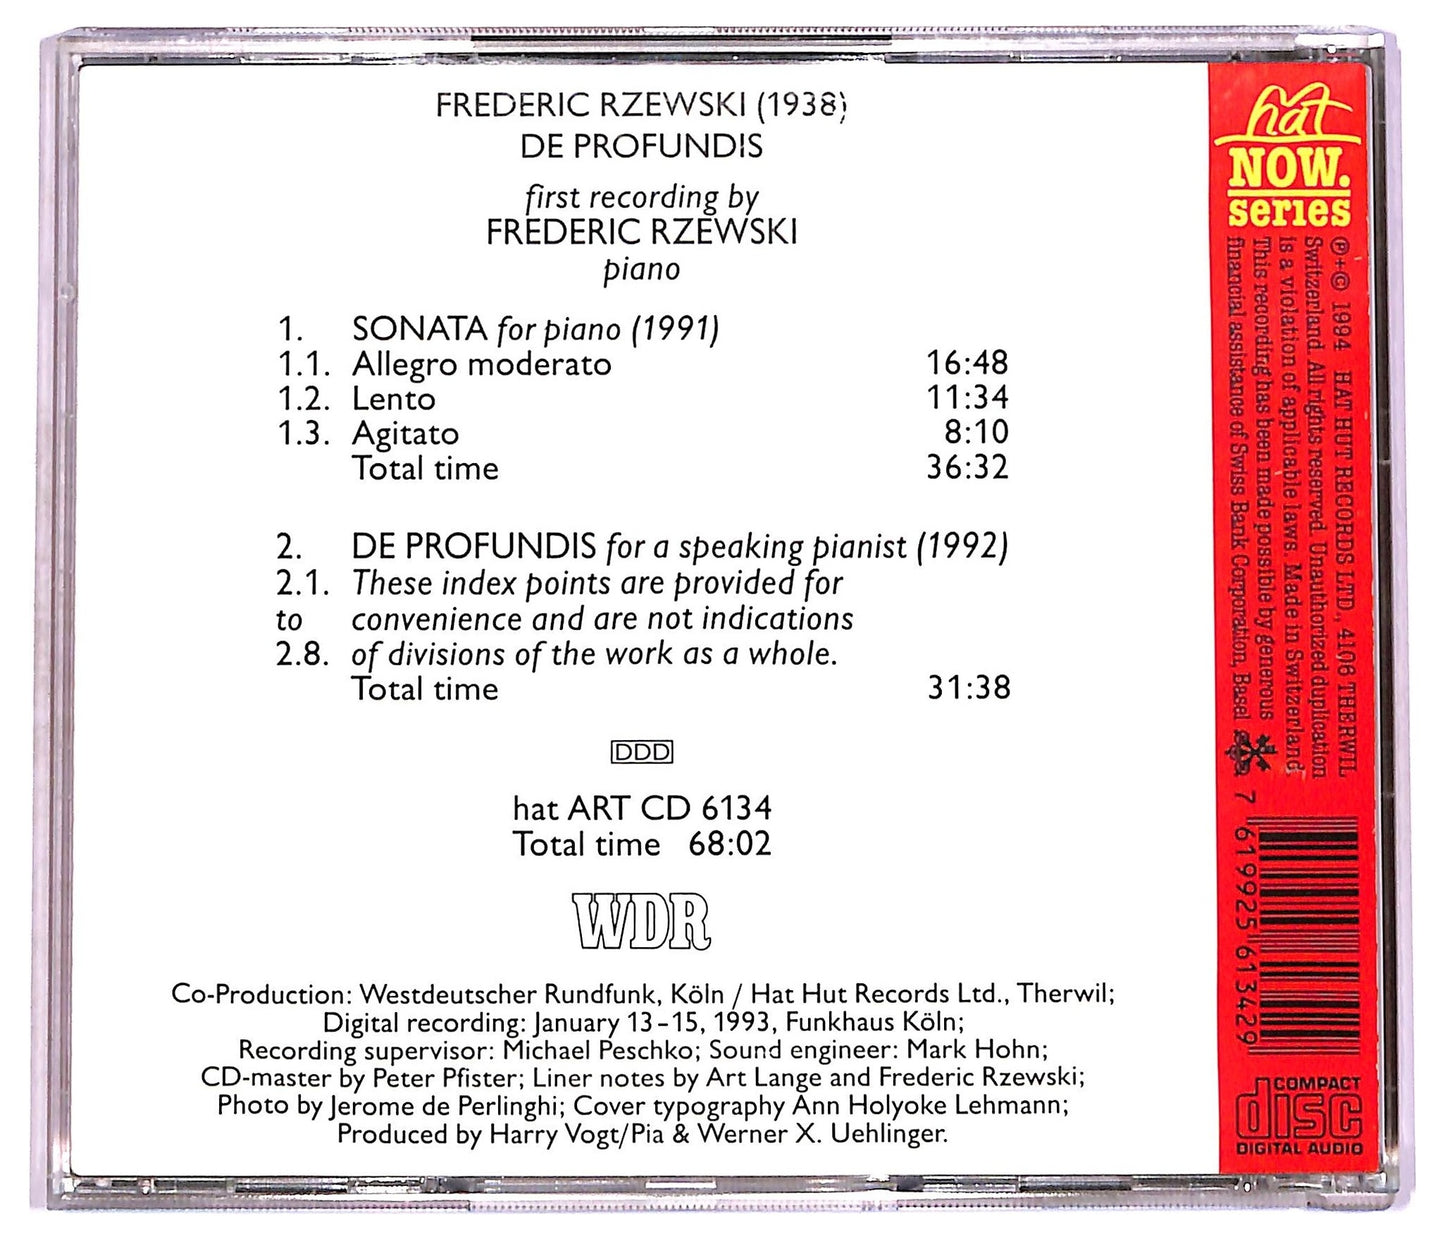 FREDERIC RZEWSKI (1938)
DE PROFUNDIS
first recording by
FREDERIC RZEWSKI
piano
1. SONATA for piano (1991)
1.1. Allegro moderato 16:48
1.2. Lento 11:34
1.3. Agitato 8:10
Total time 36:32
2. DE PROFUNDIS for a speaking pianist (1992)
2.1. These index points are provided for
to convenience and are not indications
2.8. of divisions of the work as a whole.
Total time 31:38
DDD
hat ART CD 6134
Total time 68:02
WDR
Co-Production: Westdeutscher Rundfunk, Köln / Hat Hut Records Ltd., Therwil;
Digital recording: January 13-15, 1993, Funkhaus Köln;
Recording supervisor: Michael Peschko; Sound engineer: Mark Hohn;
CD-master by Peter Pfister; Liner notes by Art Lange and Frederic Rzewski;
Photo by Jerome de Perlinghi; Cover typography Ann Holyoke Lehmann;
Produced by Harry Vogt/Pia & Werner X. Uehlinger.
hat
NOW.
series
℗+© 1994 HAT HUT RECORDS LTD., 4106 THERWIL
Switzerland. All rights reserved. Unauthorized duplication
is a violation of applicable laws. Made in Switzerland
This recording has been made possible by generous
financial assistance of Swiss Bank Corporation, Basel
7 619925 613429
COMPACT
disc
DIGITAL AUDIO